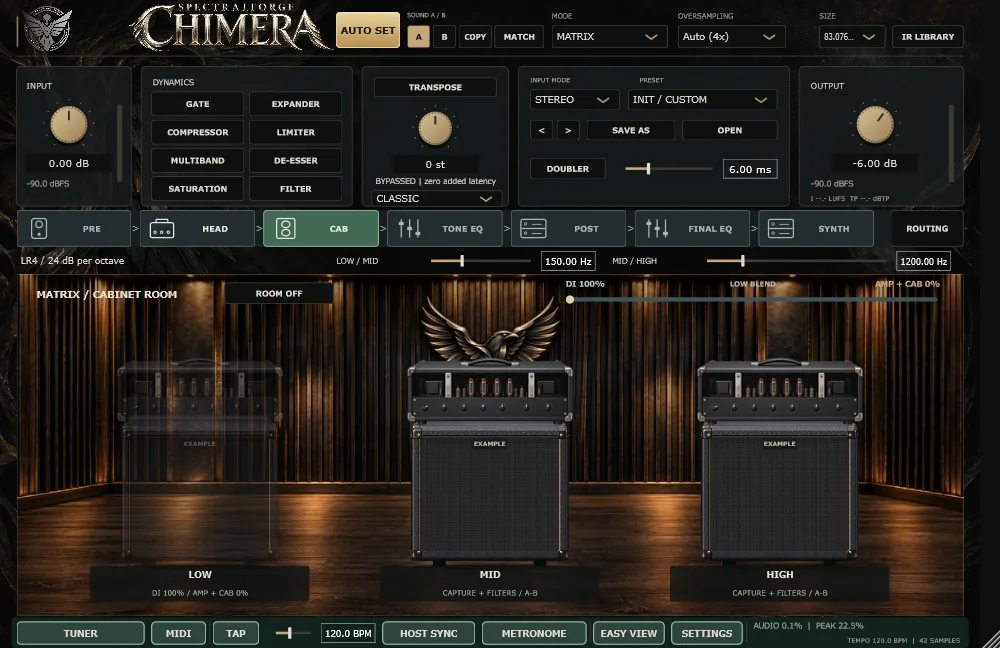 SPECTRALFORGE
CHIMERA
AUTO SET
SOUND A / B
A B COPY MATCH
MODE
MATRIX
OVERSAMPLING
Auto (4x)
SIZE
83.076...
IR LIBRARY
INPUT
0.00 dB
-90.0 dBFS
DYNAMICS
GATE EXPANDER
COMPRESSOR LIMITER
MULTIBAND DE-ESSER
SATURATION FILTER
TRANSPOSE
0 st
BYPASSED | zero added latency
CLASSIC
INPUT MODE PRESET
STEREO INIT / CUSTOM
< > SAVE AS OPEN
DOUBLER 6.00 ms
OUTPUT
-6.00 dB
-90.0 dBFS
I --.- LUFS TP --.- dBTP
PRE > HEAD > CAB > TONE EQ > POST > FINAL EQ > SYNTH ROUTING
LR4 / 24 dB per octave LOW / MID 150.00 Hz MID / HIGH 1200.00 Hz
MATRIX / CABINET ROOM ROOM OFF
DI 100% LOW BLEND AMP + CAB 0%
EXAMPLE EXAMPLE EXAMPLE
LOW MID HIGH
DI 100% / AMP + CAB 0% CAPTURE + FILTERS / A-B CAPTURE + FILTERS / A-B
TUNER MIDI TAP 120.0 BPM HOST SYNC METRONOME EASY VIEW SETTINGS
AUDIO 0.1% | PEAK 22.5%
TEMPO 120.0 BPM | 42 SAMPLES